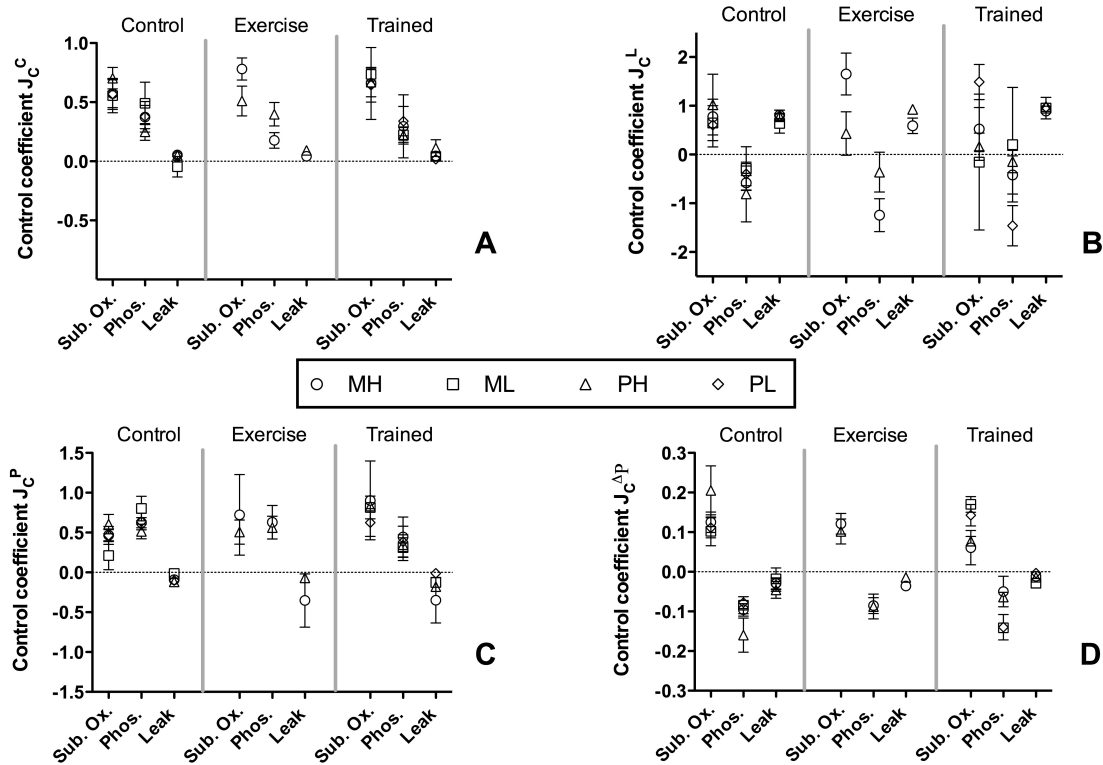 Control Exercise Trained
Control coefficient J_C^C
1.0
0.5
0.0
-0.5
Sub. Ox. Phos. Leak Sub. Ox. Phos. Leak Sub. Ox. Phos. Leak
A
Control Exercise Trained
Control coefficient J_C^L
2
1
0
-1
-2
Sub. Ox. Phos. Leak Sub. Ox. Phos. Leak Sub. Ox. Phos. Leak
B
MH ML PH PL
Control Exercise Trained
Control coefficient J_C^P
1.5
1.0
0.5
0.0
-0.5
-1.0
-1.5
Sub. Ox. Phos. Leak Sub. Ox. Phos. Leak Sub. Ox. Phos. Leak
C
Control Exercise Trained
Control coefficient J_C^ΔP
0.3
0.2
0.1
0.0
-0.1
-0.2
-0.3
Sub. Ox. Phos. Leak Sub. Ox. Phos. Leak Sub. Ox. Phos. Leak
D